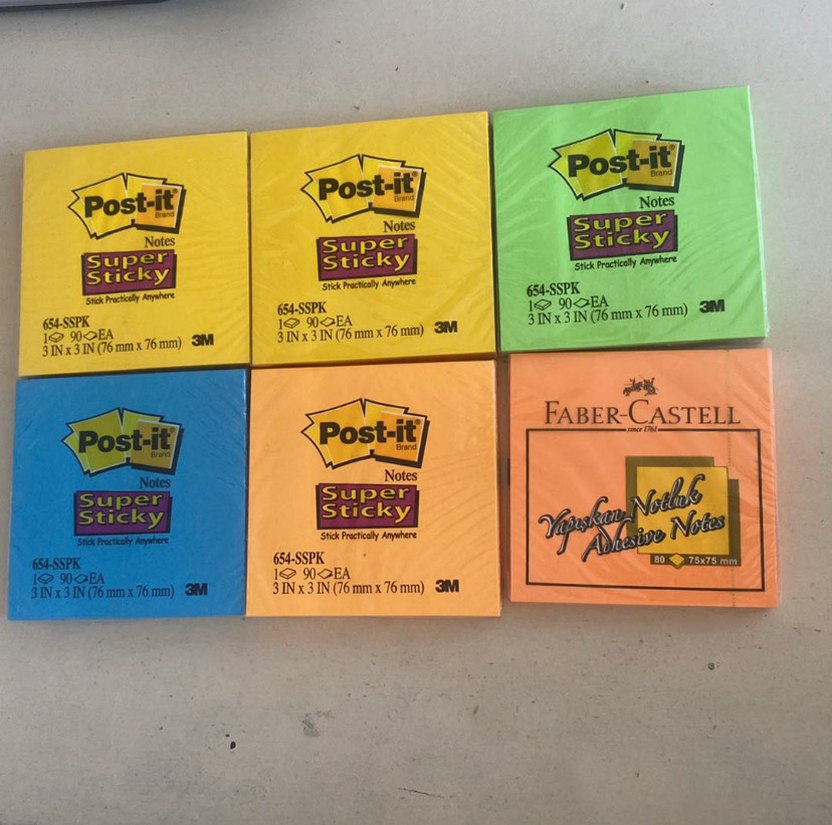 Post-it®
Brand
Notes
Super
Sticky
Stick Practically Anywhere
654-SSPK
1 90 EA
3 IN x 3 IN (76 mm x 76 mm) 3M
Post-it®
Brand
Notes
Super
Sticky
Stick Practically Anywhere
654-SSPK
1 90 EA
3 IN x 3 IN (76 mm x 76 mm) 3M
Post-it®
Brand
Notes
Super
Sticky
Stick Practically Anywhere
654-SSPK
1 90 EA
3 IN x 3 IN (76 mm x 76 mm) 3M
Post-it®
Brand
Notes
Super
Sticky
Stick Practically Anywhere
654-SSPK
1 90 EA
3 IN x 3 IN (76 mm x 76 mm) 3M
Post-it®
Brand
Notes
Super
Sticky
Stick Practically Anywhere
654-SSPK
1 90 EA
3 IN x 3 IN (76 mm x 76 mm) 3M
FABER-CASTELL
since 1761
Yapışkan Notluk
Adhesive Notes
80 75x75 mm